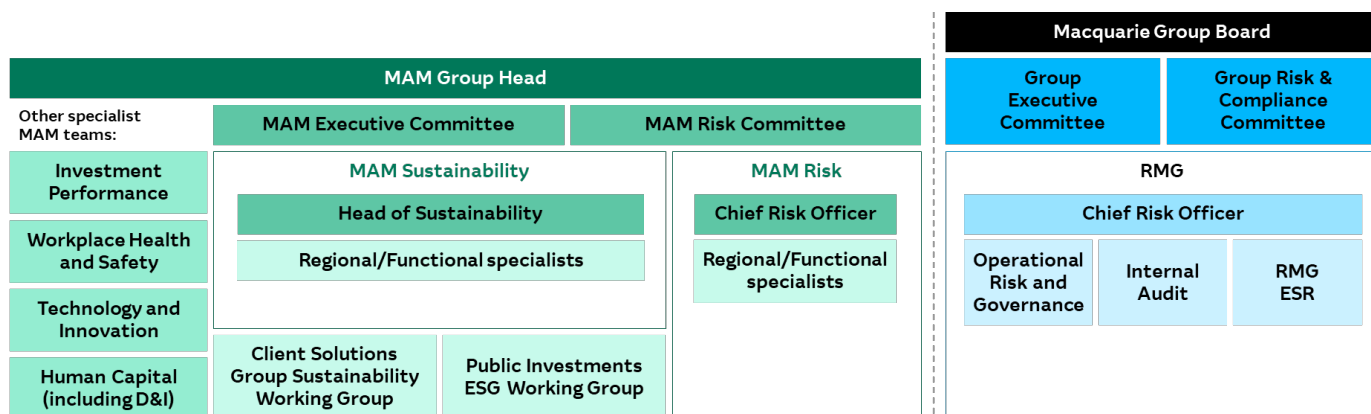 MAM Group Head
Other specialist
MAM teams:
MAM Executive Committee
MAM Risk Committee
Investment
Performance
Workplace Health
and Safety
Technology and
Innovation
Human Capital
(including D&I)
MAM Sustainability
Head of Sustainability
Regional/Functional specialists
Client Solutions
Group Sustainability
Working Group
Public Investments
ESG Working Group
MAM Risk
Chief Risk Officer
Regional/Functional
specialists
Macquarie Group Board
Group
Executive
Committee
Group Risk &
Compliance
Committee
RMG
Chief Risk Officer
Operational
Risk and
Governance
Internal
Audit
RMG
ESR